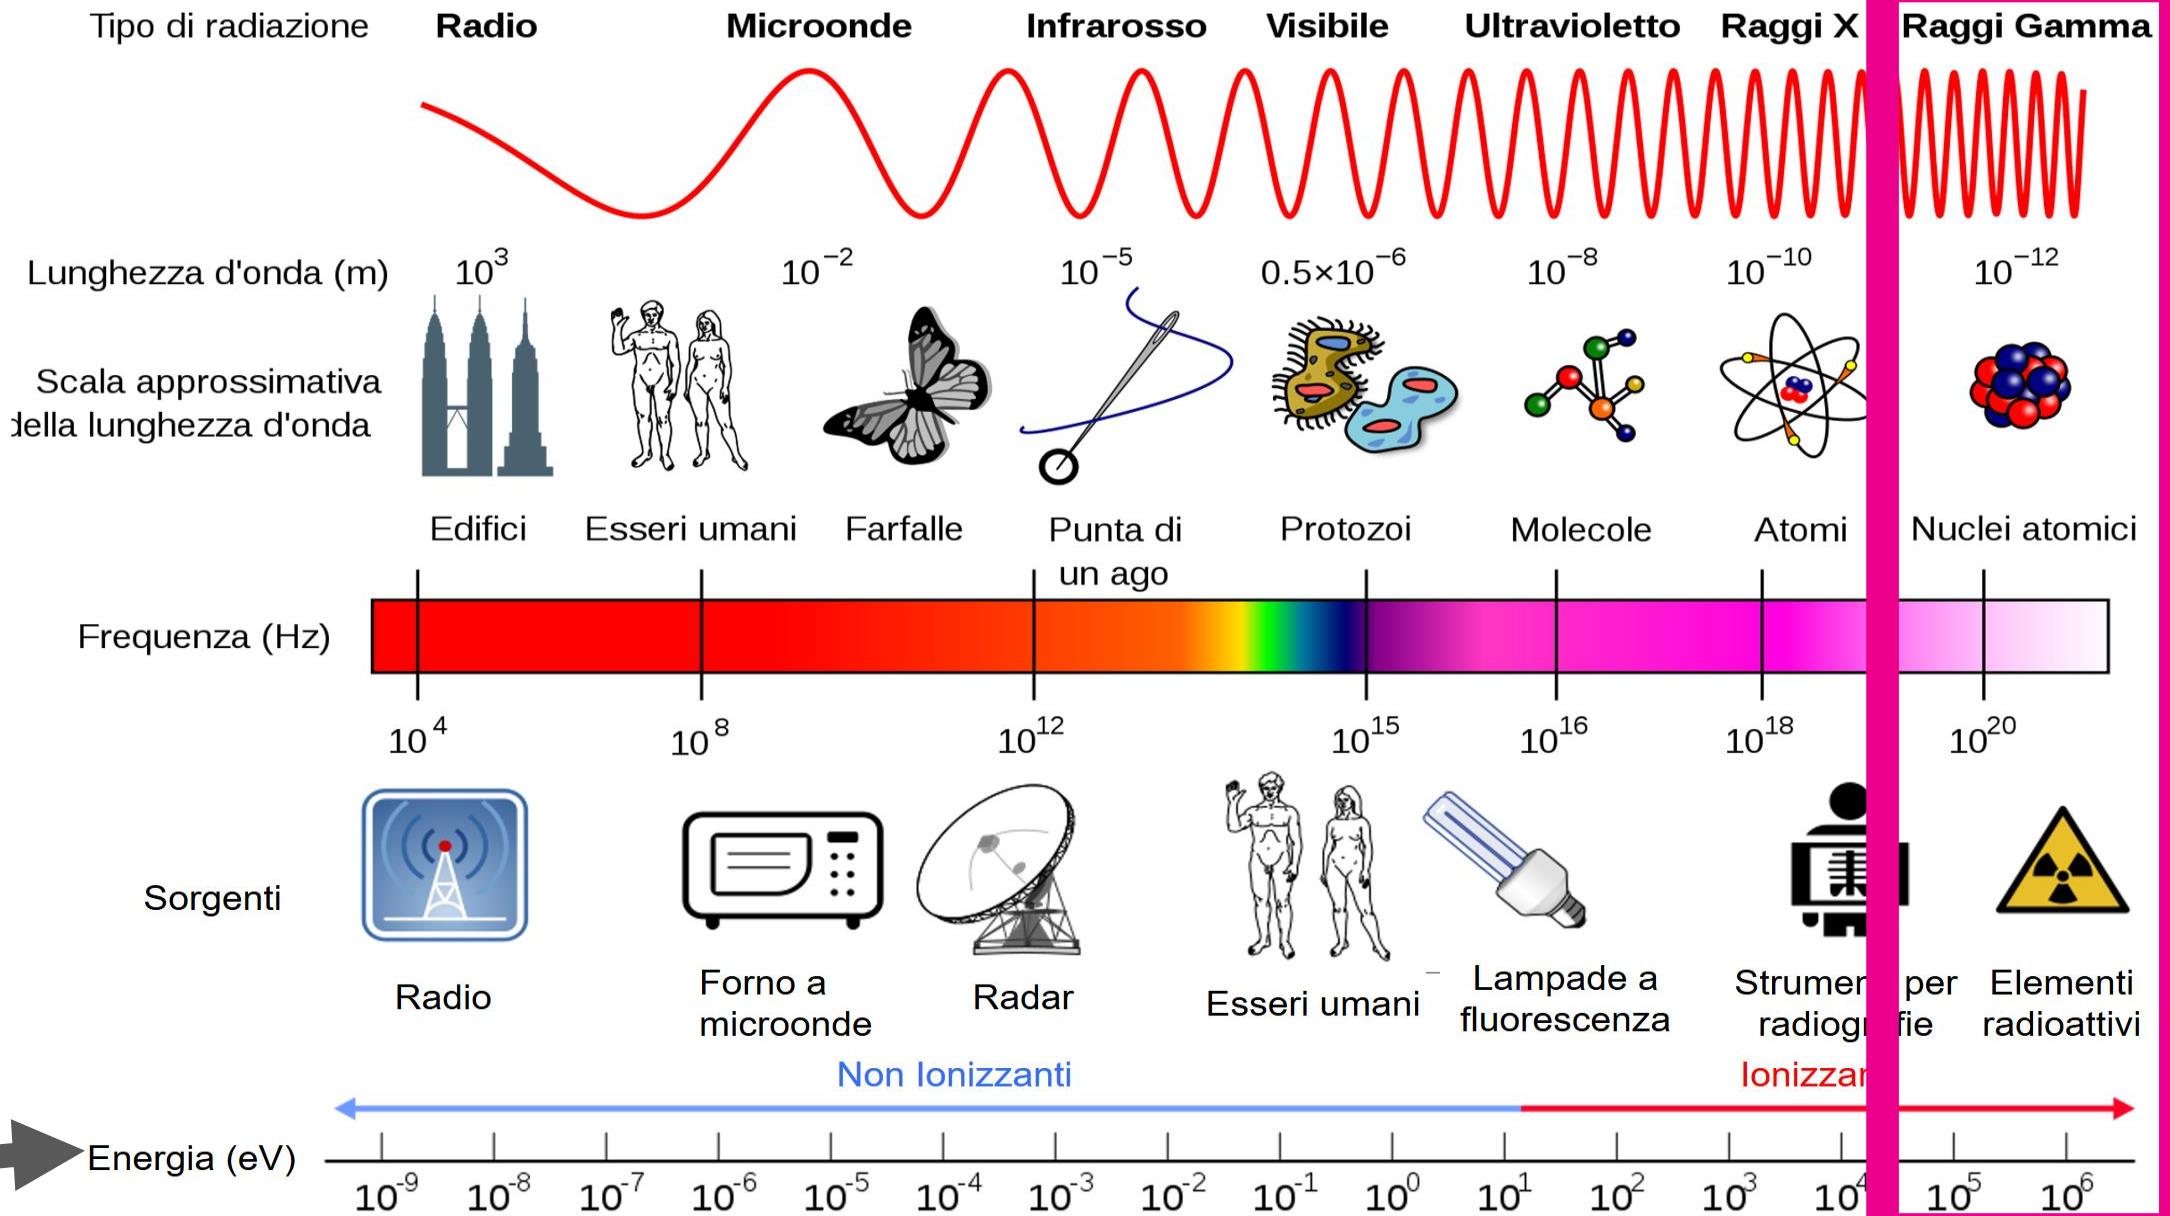 Tipo di radiazione Radio Microonde Infrarosso Visibile Ultravioletto Raggi X Raggi Gamma
Lunghezza d'onda (m) 10³ 10⁻² 10⁻⁵ 0.5×10⁻⁶ 10⁻⁸ 10⁻¹⁰ 10⁻¹²
Scala approssimativa
della lunghezza d'onda
Edifici Esseri umani Farfalle Punta di Protozoi Molecole Atomi Nuclei atomici
un ago
Frequenza (Hz)
10⁴ 10⁸ 10¹² 10¹⁵ 10¹⁶ 10¹⁸ 10²⁰
Sorgenti
Radio Forno a Radar Esseri umani Lampade a Strumen per Elementi
microonde fluorescenza radiog fie radioattivi
Non Ionizzanti Ionizzan
Energia (eV)
10⁻⁹ 10⁻⁸ 10⁻⁷ 10⁻⁶ 10⁻⁵ 10⁻⁴ 10⁻³ 10⁻² 10⁻¹ 10⁰ 10¹ 10² 10³ 10⁴ 10⁵ 10⁶